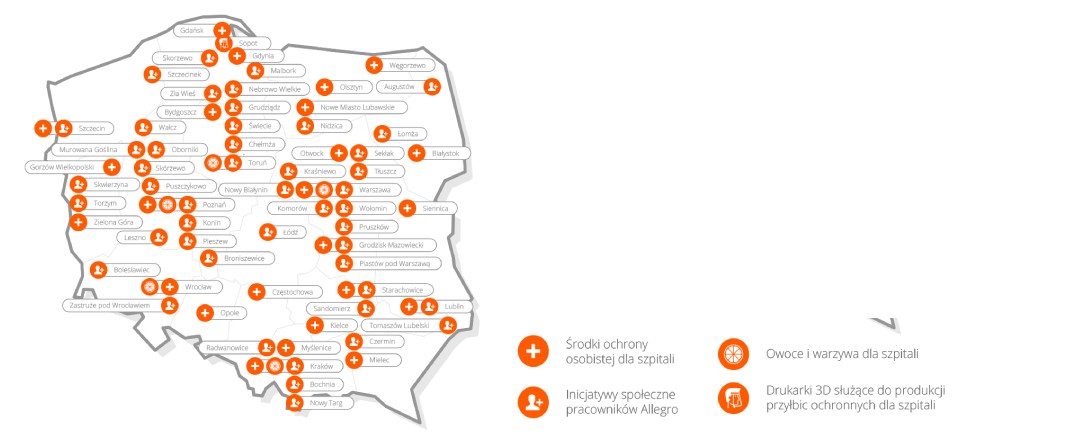 Gdańsk
Sopot
Skorzewo
Gdynia
Węgorzewo
Szczecinek
Malbork
Zla Wieś
Nebrowo Wielkie
Olsztyn
Augustów
Bydgoszcz
Grudziądz
Nowe Miasto Lubawskie
Szczecin
Wałcz
Świecie
Nidzica
Łomża
Murowana Goślina
Oborniki
Chełmża
Otwock
Seklak
Białystok
Gorzów Wielkopolski
Skórzewo
Toruń
Kraśniewo
Tłuszcz
Skwierzyna
Puszczykowo
Nowy Białynin
Warszawa
Torzym
Poznań
Komorów
Wołomin
Siennica
Zielona Góra
Konin
Pruszków
Leszno
Pleszew
Łódź
Grodzisk Mazowiecki
Broniszewice
Piastów pod Warszawą
Bolesławiec
Wrocław
Częstochowa
Starachowice
Zastruże pod Wrocławiem
Opole
Sandomierz
Lublin
Kielce
Tomaszów Lubelski
Radwanowice
Myślenice
Czermin
Kraków
Mielec
Bochnia
Nowy Targ
Środki ochrony
osobistej dla szpitali
Owoce i warzywa dla szpitali
Inicjatywy społeczne
pracowników Allegro
Drukarki 3D służące do produkcji
przyłbic ochronnych dla szpitali